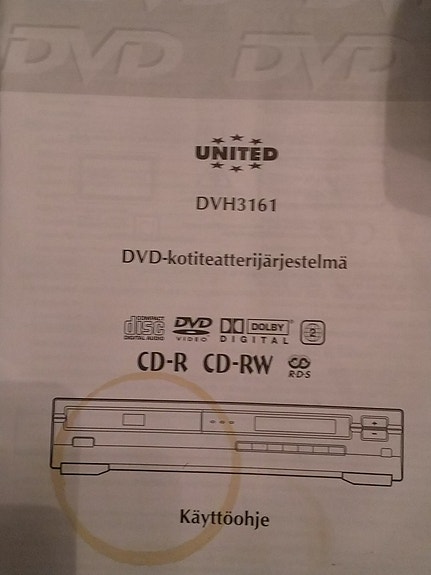 DVD DVD
UNITED
DVH3161
DVD-kotiteatterijärjestelmä
COMPACT disc DIGITAL AUDIO DVD VIDEO DOLBY DIGITAL 2
CD-R CD-RW RDS
Käyttöohje